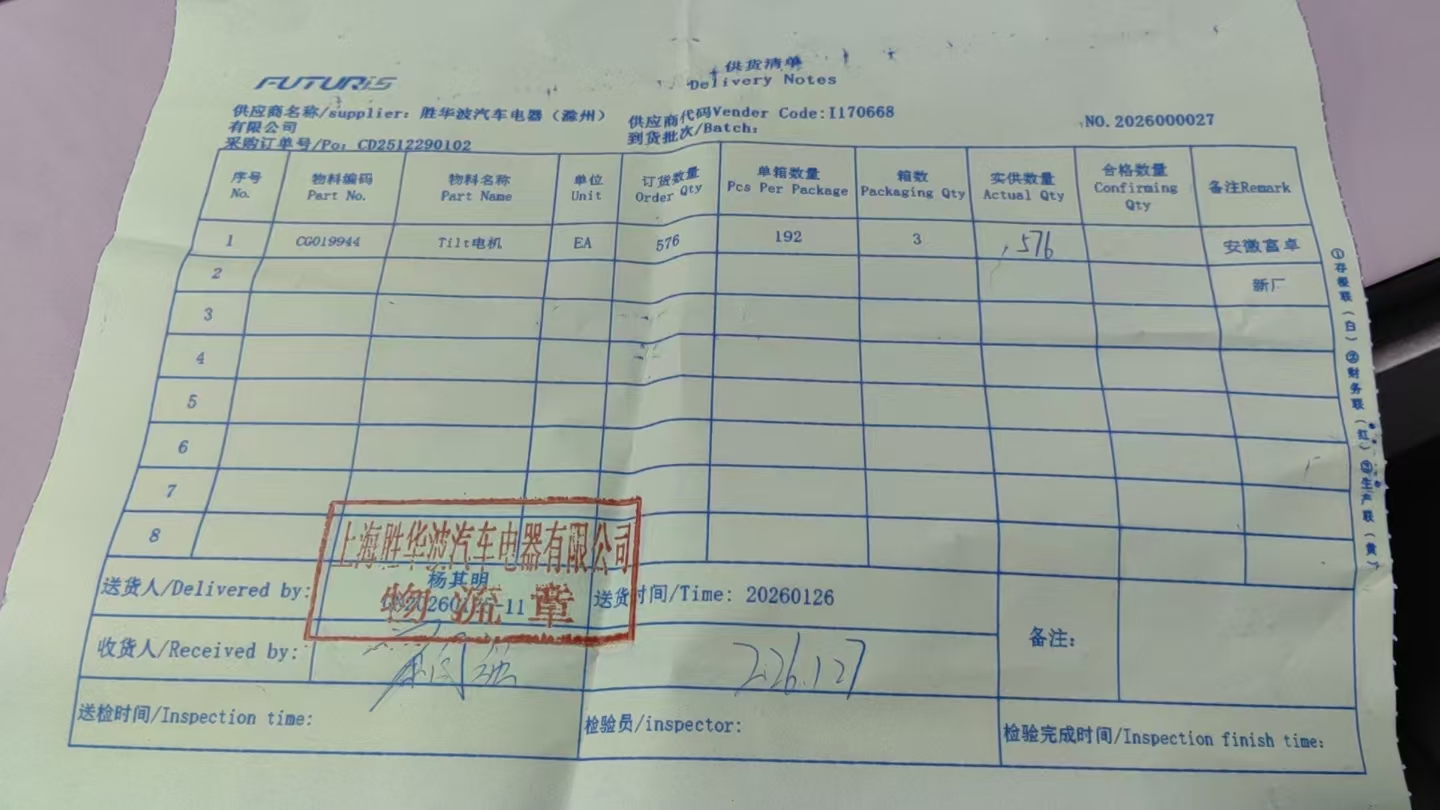 FUTURIS
供货清单
Delivery Notes
供应商名称/supplier: 胜华波汽车电器（滁州）
有限公司
供应商代码Vender Code:I170668
到货批次/Batch:
NO.2026000027
采购订单号/Po: CD2512290102
序号 物料编码 物料名称 单位 订货数量 单箱数量 箱数 实供数量 合格数量 备注Remark
No. Part No. Part Name Unit Order Qty Pcs Per Package Packaging Qty Actual Qty Confirming Qty
1 CG019944 Tilt电机 EA 576 192 3 576 安徽富卓
2 新厂
3
4
5
6
7
8
上海胜华波汽车电器有限公司
物流章
送货人/Delivered by: 杨其明
送货时间/Time: 20260126
备注:
收货人/Received by:
2026.1.27
送检时间/Inspection time:
检验员/inspector:
检验完成时间/Inspection finish time:
①存根联（白）②财务联（红）③生产联（黄）